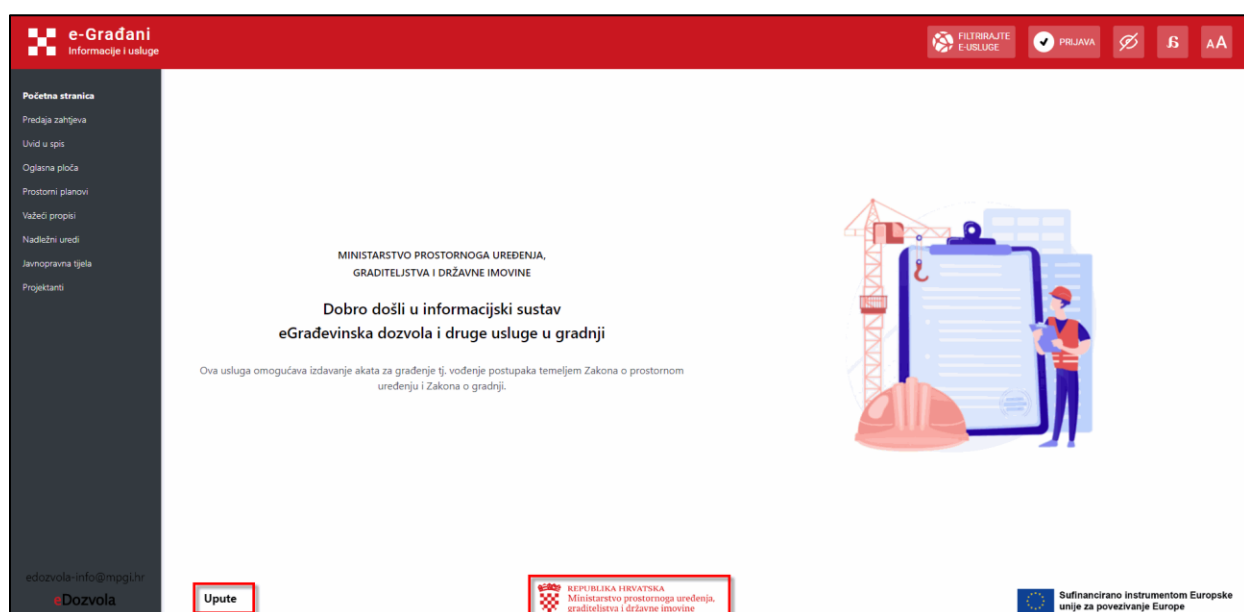 e-Građani
Informacije i usluge
FILTRIRAJTE
E-USLUGE
PRIJAVA
AA
Početna stranica
Predaja zahtjeva
Uvid u spis
Oglasna ploča
Prostorni planovi
Važeći propisi
Nadležni uredi
Javnopravna tijela
Projektanti
MINISTARSTVO PROSTORNOGA UREĐENJA,
GRADITELJSTVA I DRŽAVNE IMOVINE
Dobro došli u informacijski sustav
eGrađevinska dozvola i druge usluge u gradnji
Ova usluga omogućava izdavanje akata za građenje tj. vođenje postupaka temeljem Zakona o prostornom
uređenju i Zakona o gradnji.
edozvola-info@mpgi.hr
eDozvola
Upute
REPUBLIKA HRVATSKA
Ministarstvo prostornoga uređenja,
graditeljstva i državne imovine
Sufinancirano instrumentom Europske
unije za povezivanje Europe